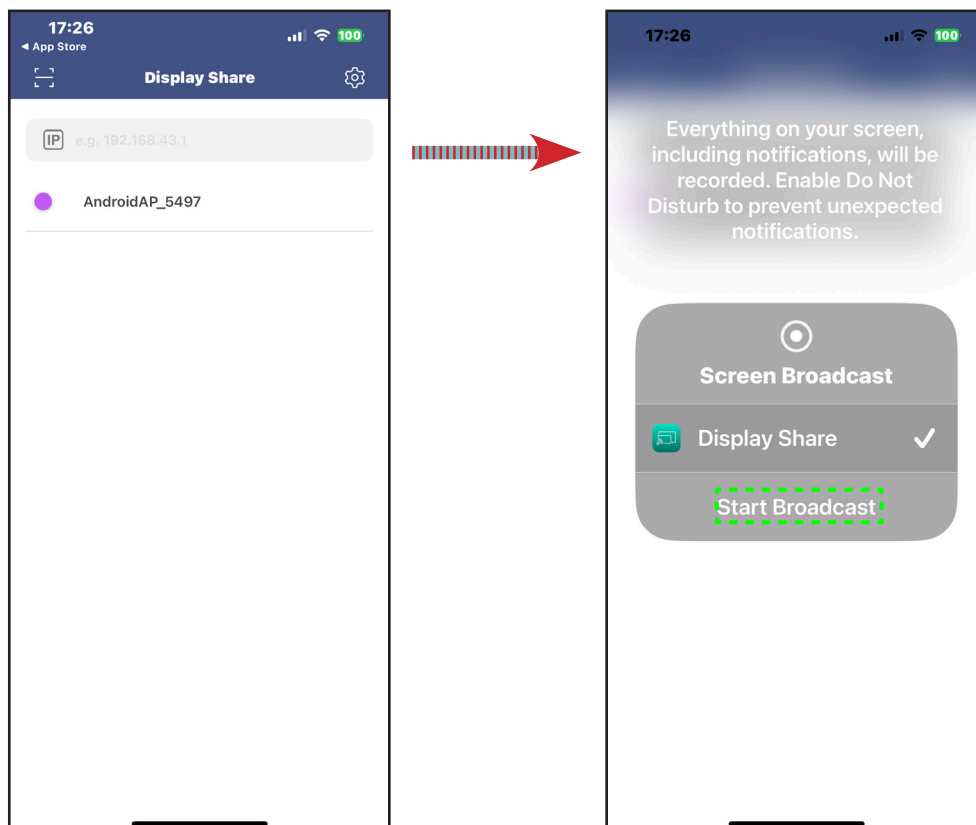 17:26
100
◀ App Store
Display Share
IP e.g. 192.168.43.1
AndroidAP_5497
17:26
100
Everything on your screen,
including notifications, will be
recorded. Enable Do Not
Disturb to prevent unexpected
notifications.
Screen Broadcast
Display Share
Start Broadcast